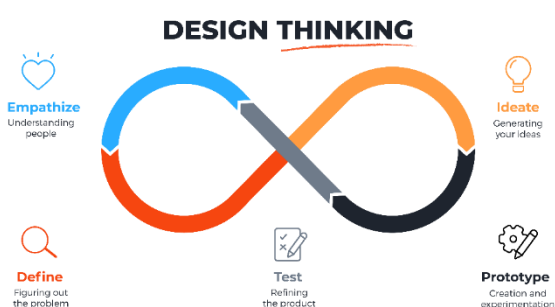 DESIGN THINKING
Empathize
Understanding
people
Ideate
Generating
your ideas
Define
Figuring out
the problem
Test
Refining
the product
Prototype
Creation and
experimentation